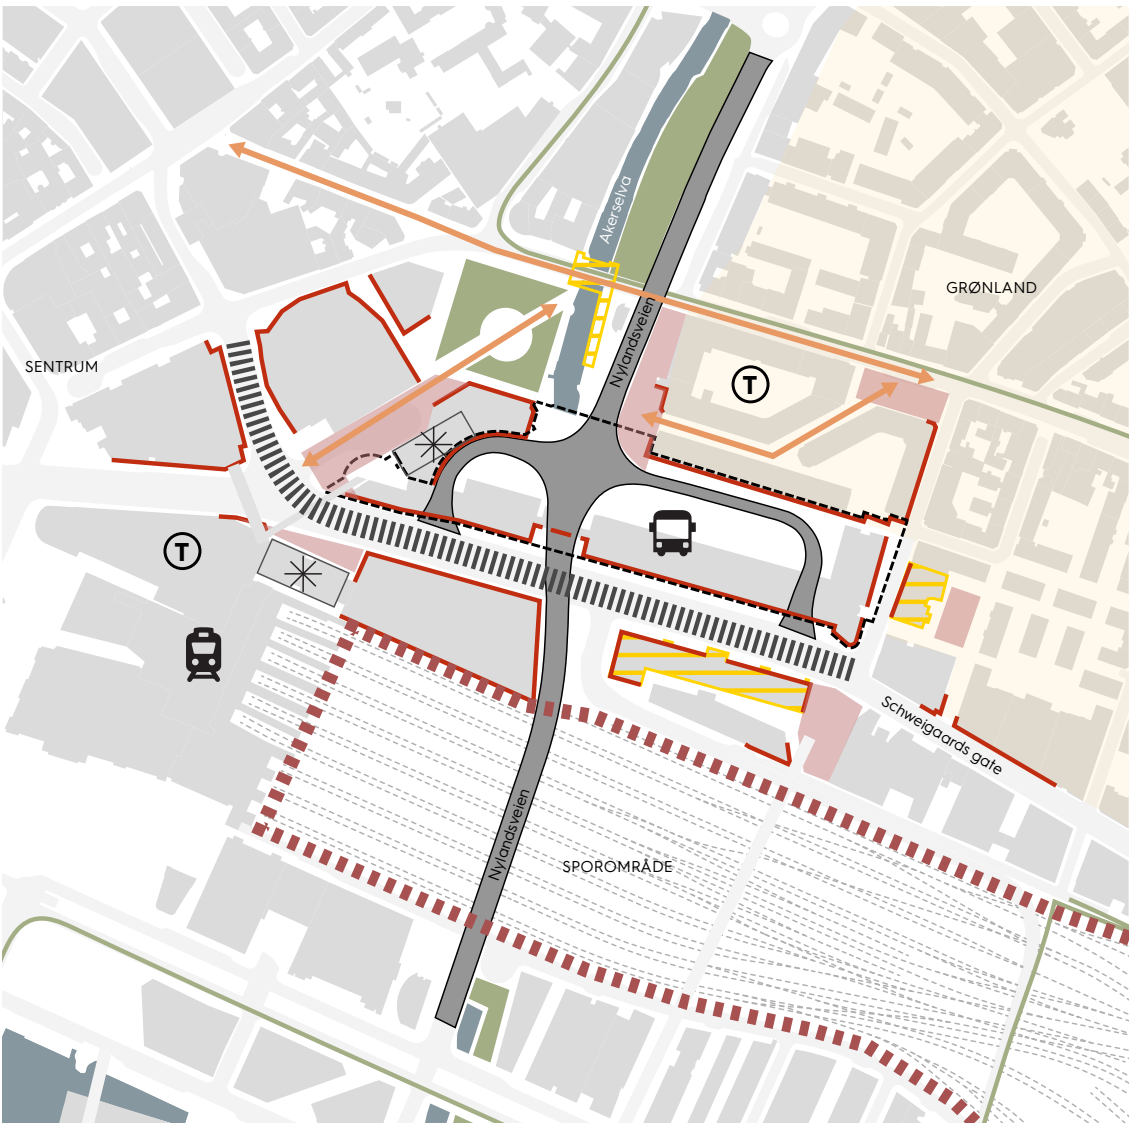 Akerselva
GRØNLAND
Nylandsveien
SENTRUM
T
T
Schweigaards gate
Nylandsveien
SPOROMRÅDE